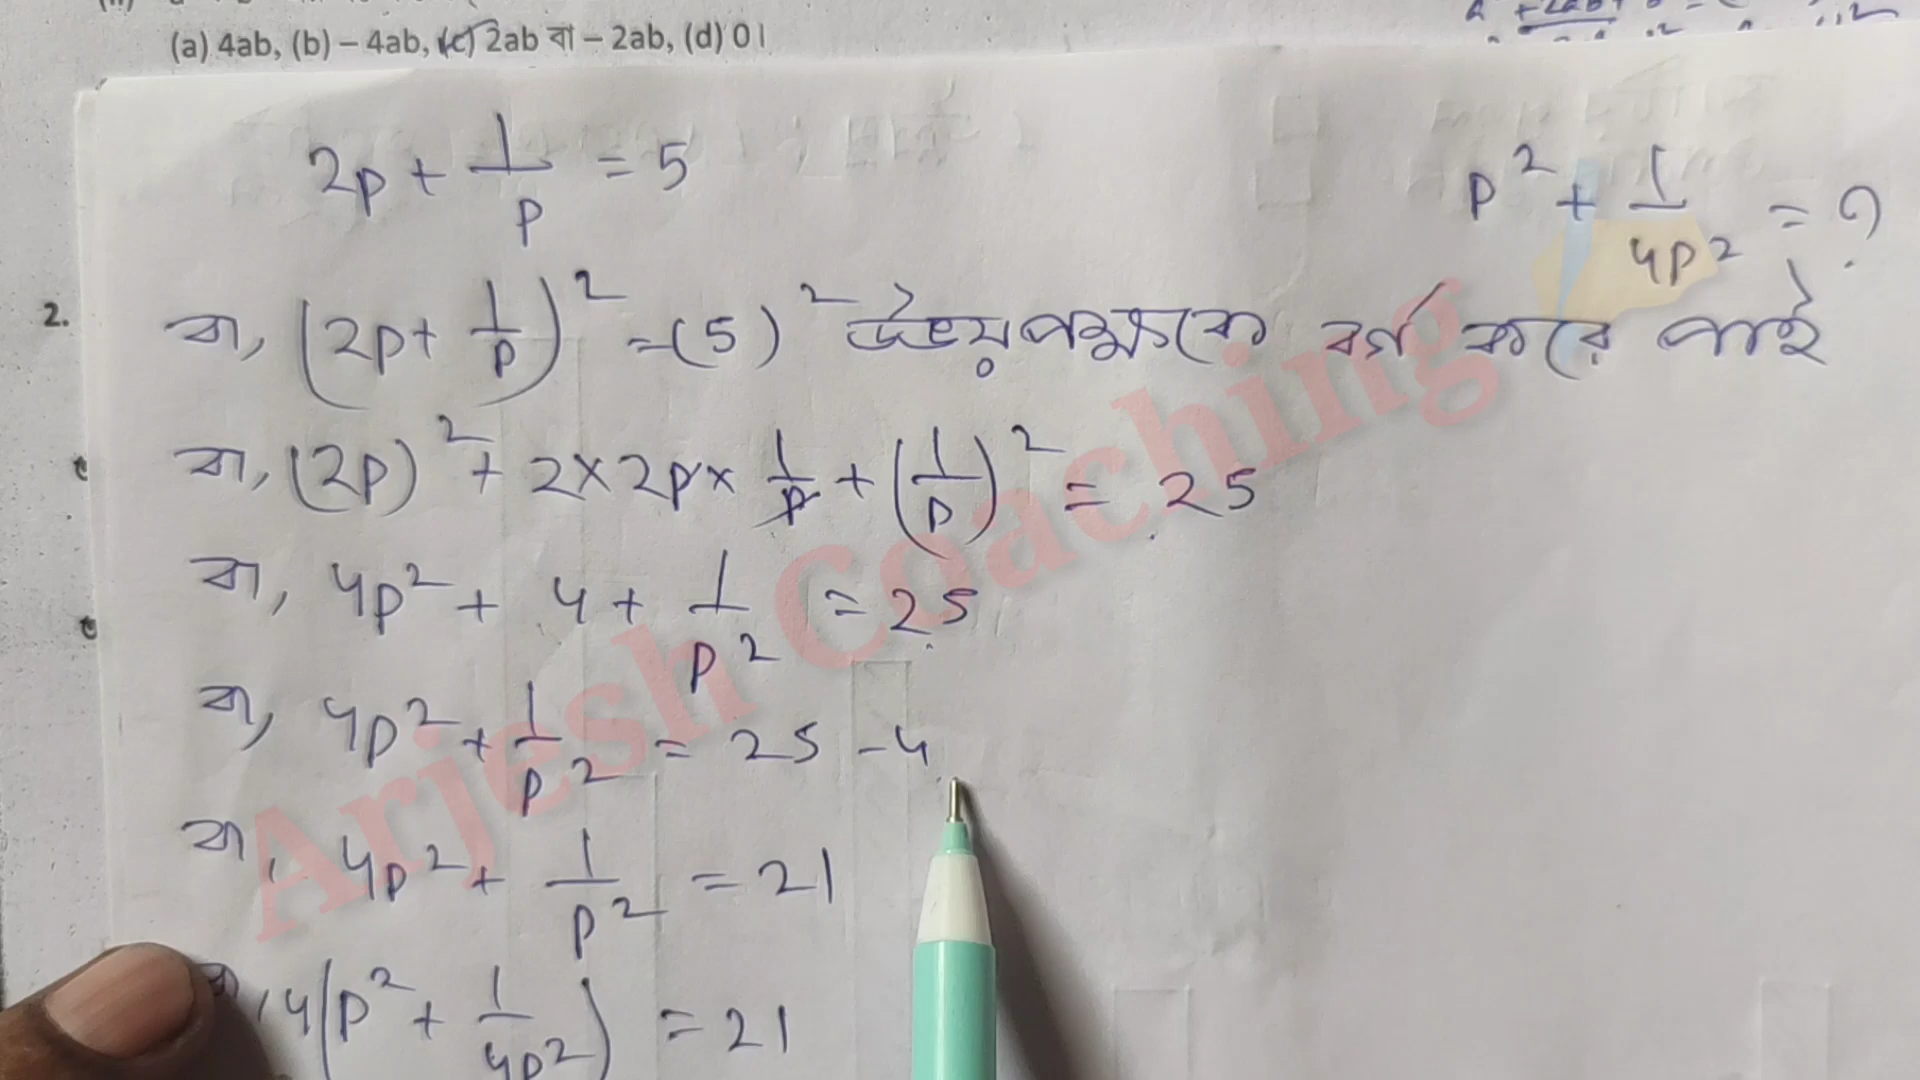 (a) 4ab, (b) – 4ab, (c) 2ab বা – 2ab, (d) 0।
2p + 1/p = 5
p² + 1/4p² = ?
2.
বা, (2p + 1/p)² = (5)² উভয়পক্ষকে বর্গ করে পাই
বা, (2p)² + 2×2p× 1/p + (1/p)² = 25
বা, 4p² + 4 + 1/p² = 25
বা, 4p² + 1/p² = 25 – 4
বা, 4p² + 1/p² = 21
বা, 4(p² + 1/4p²) = 21
Arjesh Coaching